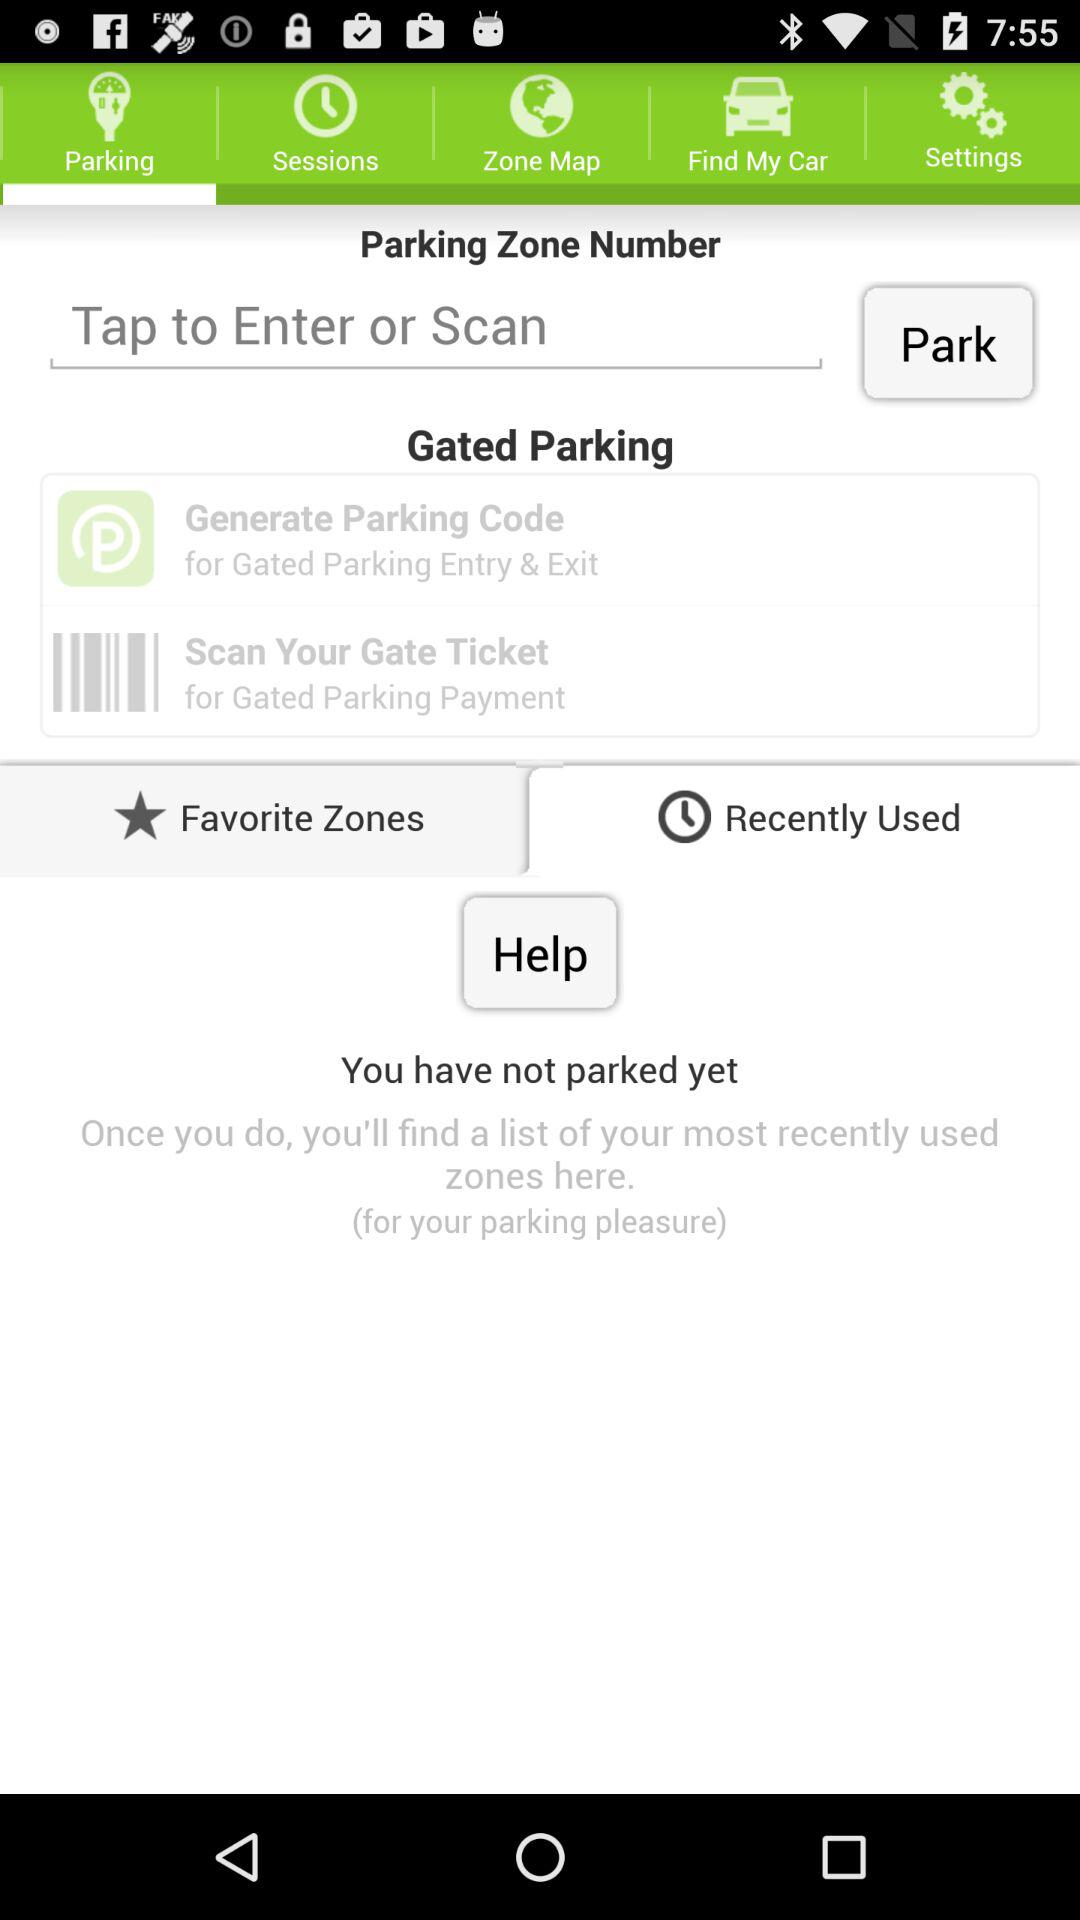 FAKE
7:55
Parking
Sessions
Zone Map
Find My Car
Settings
Parking Zone Number
Tap to Enter or Scan
Park
Gated Parking
Generate Parking Code
for Gated Parking Entry & Exit
Scan Your Gate Ticket
for Gated Parking Payment
Favorite Zones
Recently Used
Help
You have not parked yet
Once you do, you'll find a list of your most recently used
zones here.
(for your parking pleasure)